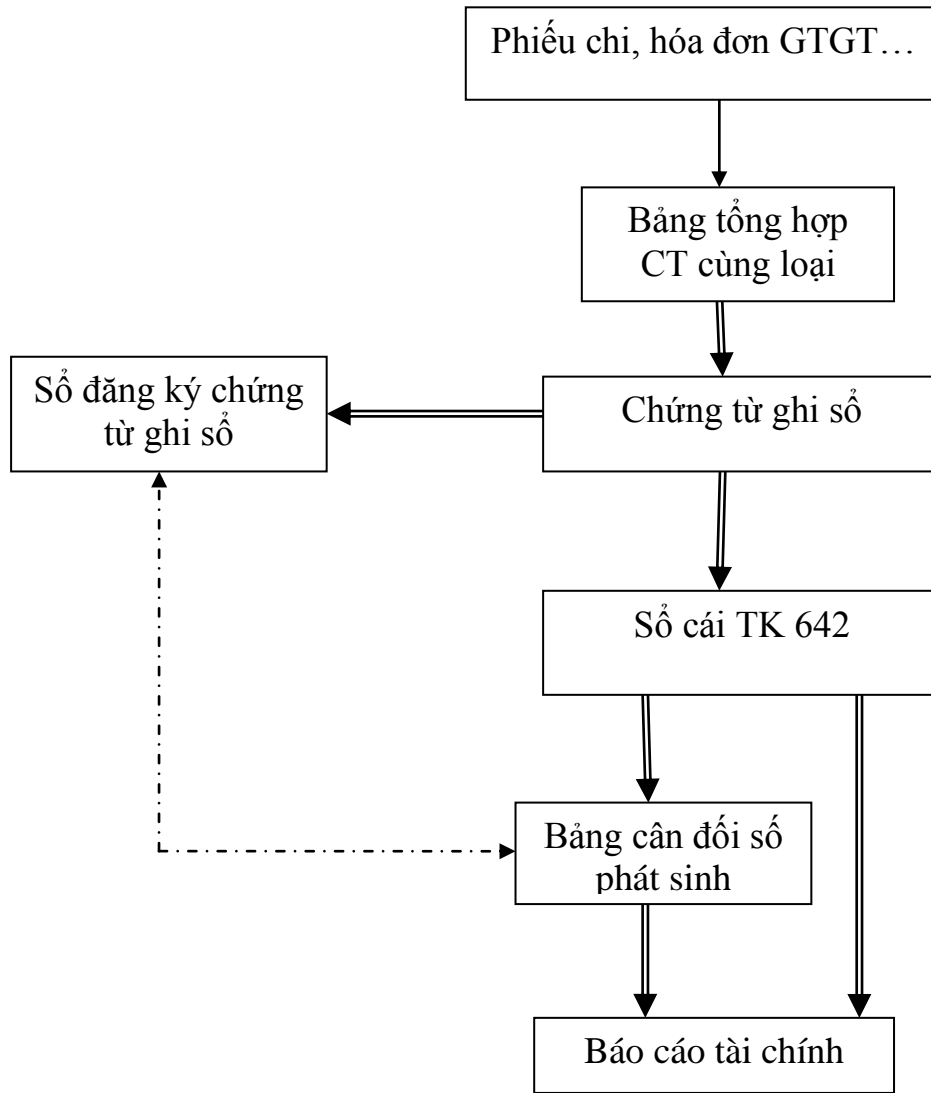 Phiếu chi, hóa đơn GTGT…
Bảng tổng hợp
CT cùng loại
Sổ đăng ký chứng
từ ghi sổ
Chứng từ ghi sổ
Sổ cái TK 642
Bảng cân đối số
phát sinh
Báo cáo tài chính